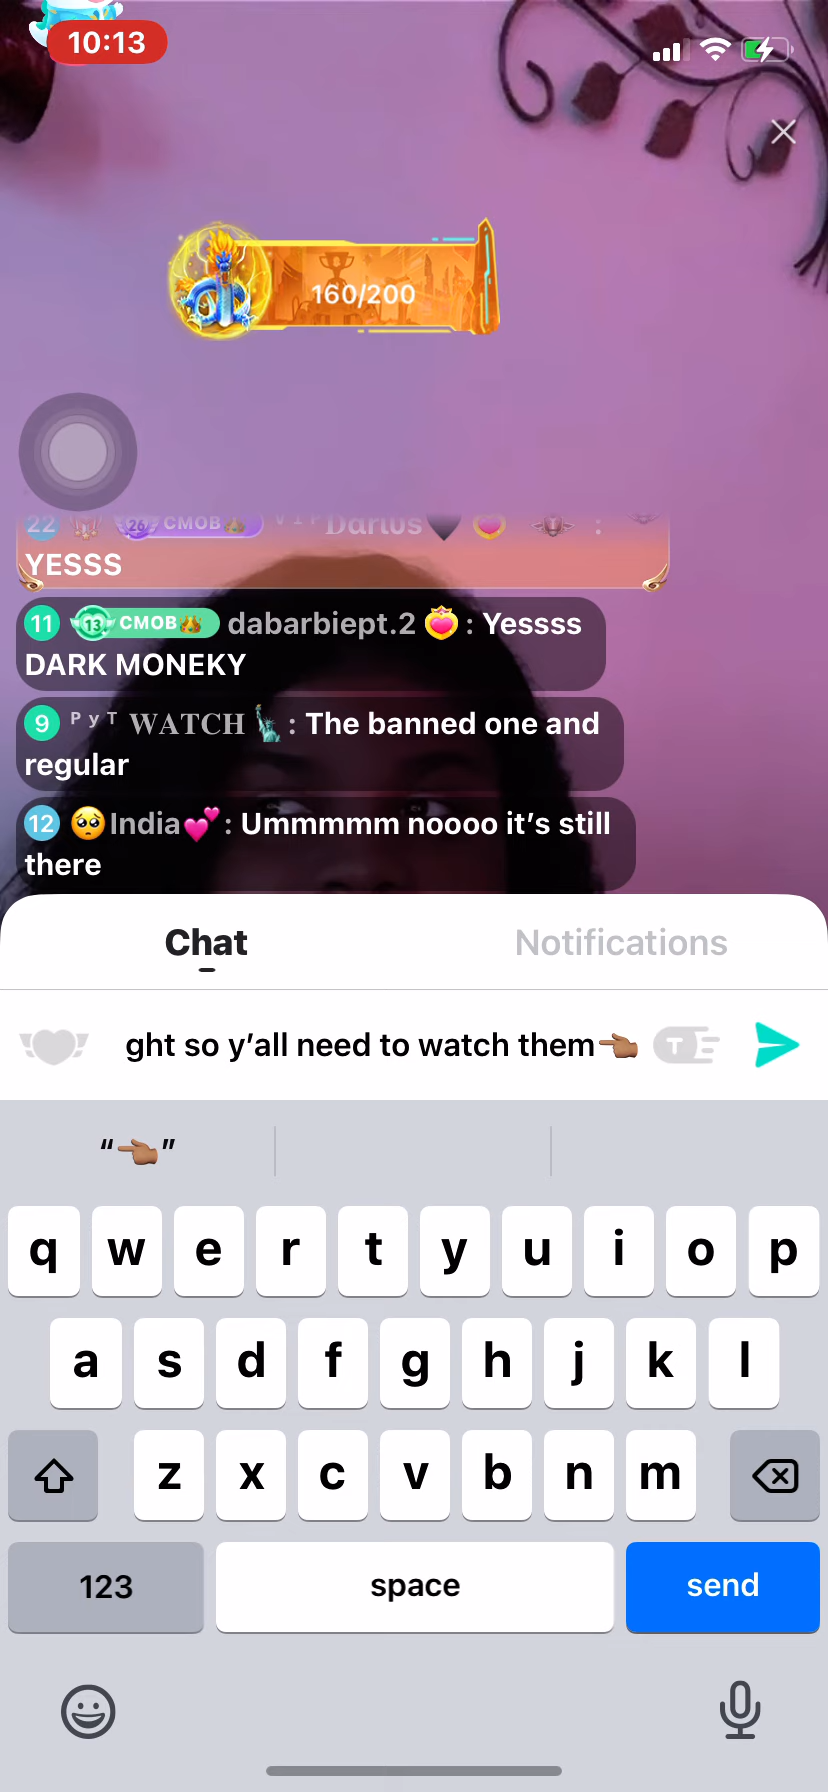 10:13
160/200
22 26 CMOB ⱽᴵᴾDarius🖤 :
YESSS
11 13 CMOB dabarbiept.2 : Yessss
DARK MONEKY
9 ᴾ ʸ ᵀ 𝐖𝐀𝐓𝐂𝐇🗽 : The banned one and
regular
12 🥺India💕 : Ummmmm noooo it’s still
there
Chat Notifications
ght so y’all need to watch them👈🏾 T
“👈🏾”
q w e r t y u i o p
a s d f g h j k l
z x c v b n m
123 space send